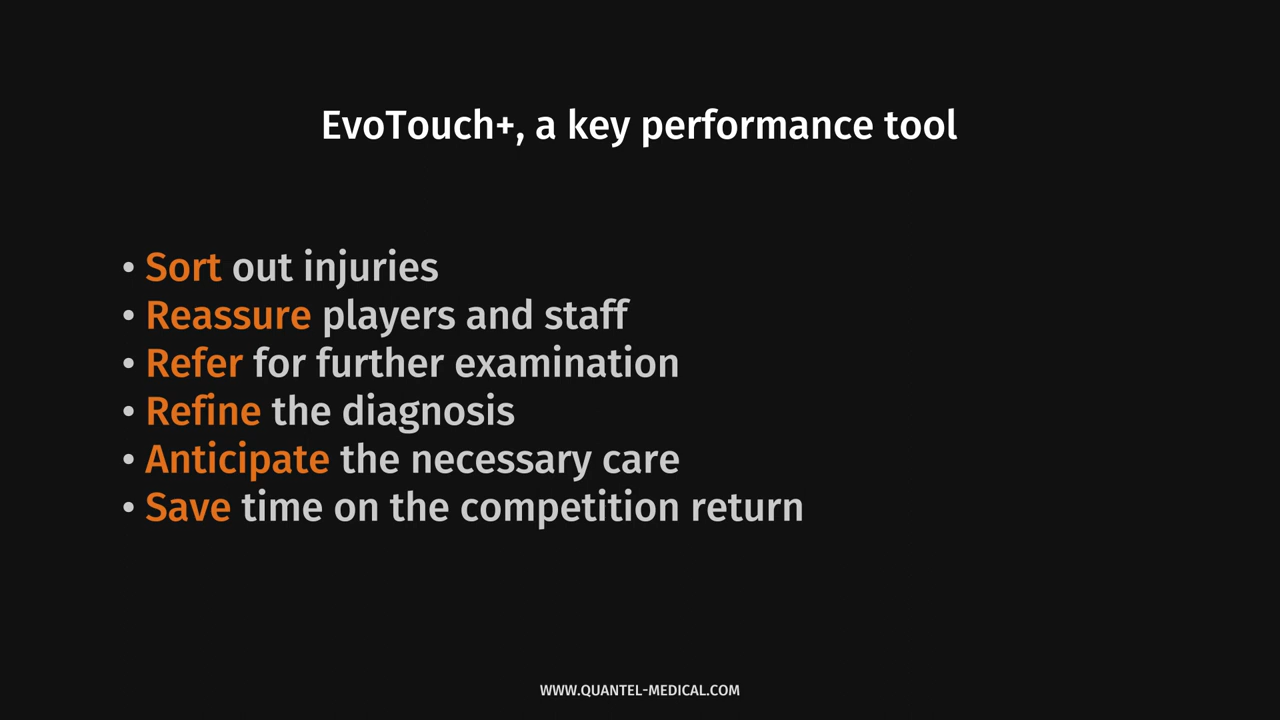 EvoTouch+, a key performance tool
• Sort out injuries
• Reassure players and staff
• Refer for further examination
• Refine the diagnosis
• Anticipate the necessary care
• Save time on the competition return
WWW.QUANTEL-MEDICAL.COM